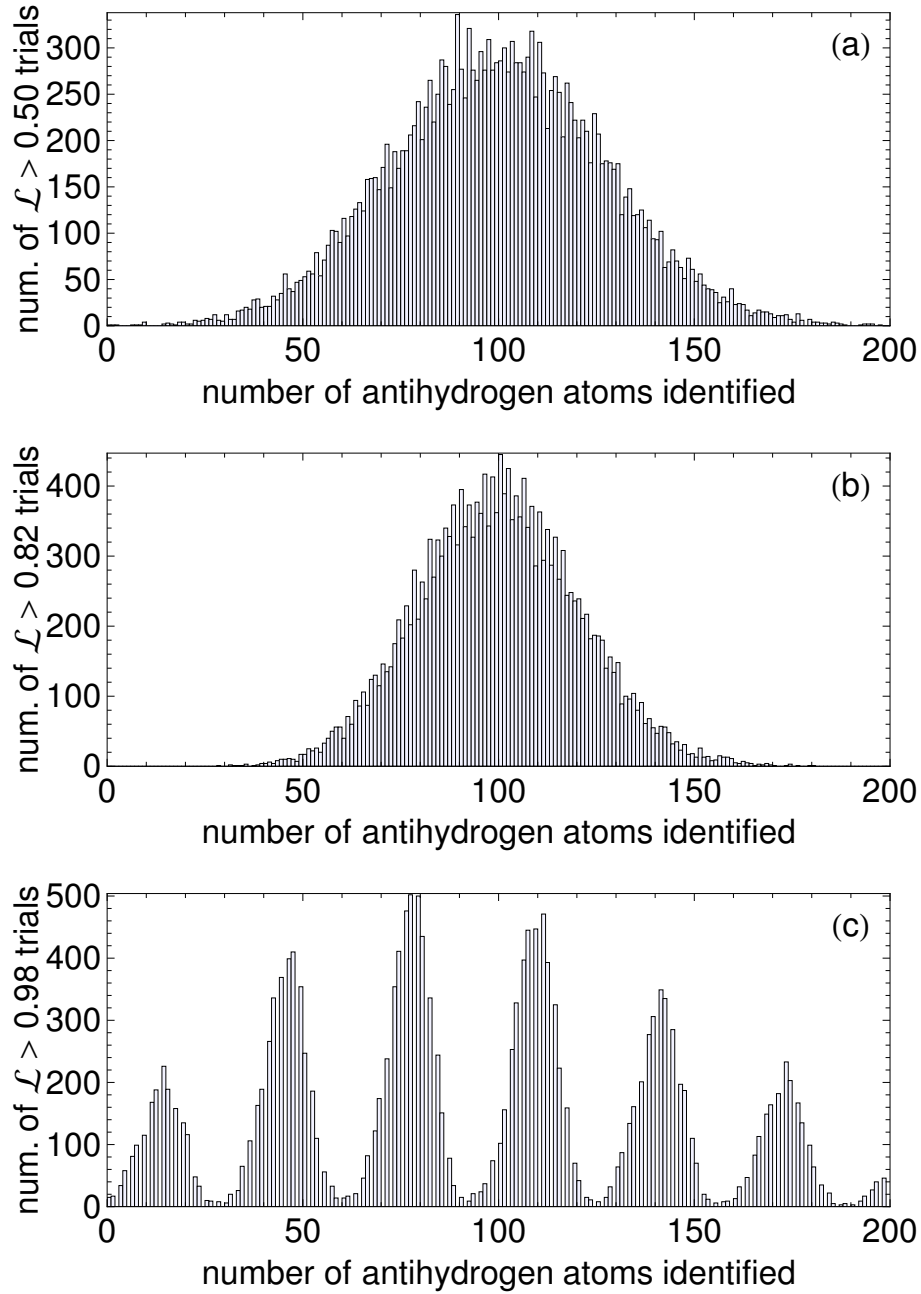 (a)
num. of ℒ > 0.50 trials
300
250
200
150
100
50
0
0 50 100 150 200
number of antihydrogen atoms identified
(b)
num. of ℒ > 0.82 trials
400
300
200
100
0
0 50 100 150 200
number of antihydrogen atoms identified
(c)
num. of ℒ > 0.98 trials
500
400
300
200
100
0
0 50 100 150 200
number of antihydrogen atoms identified